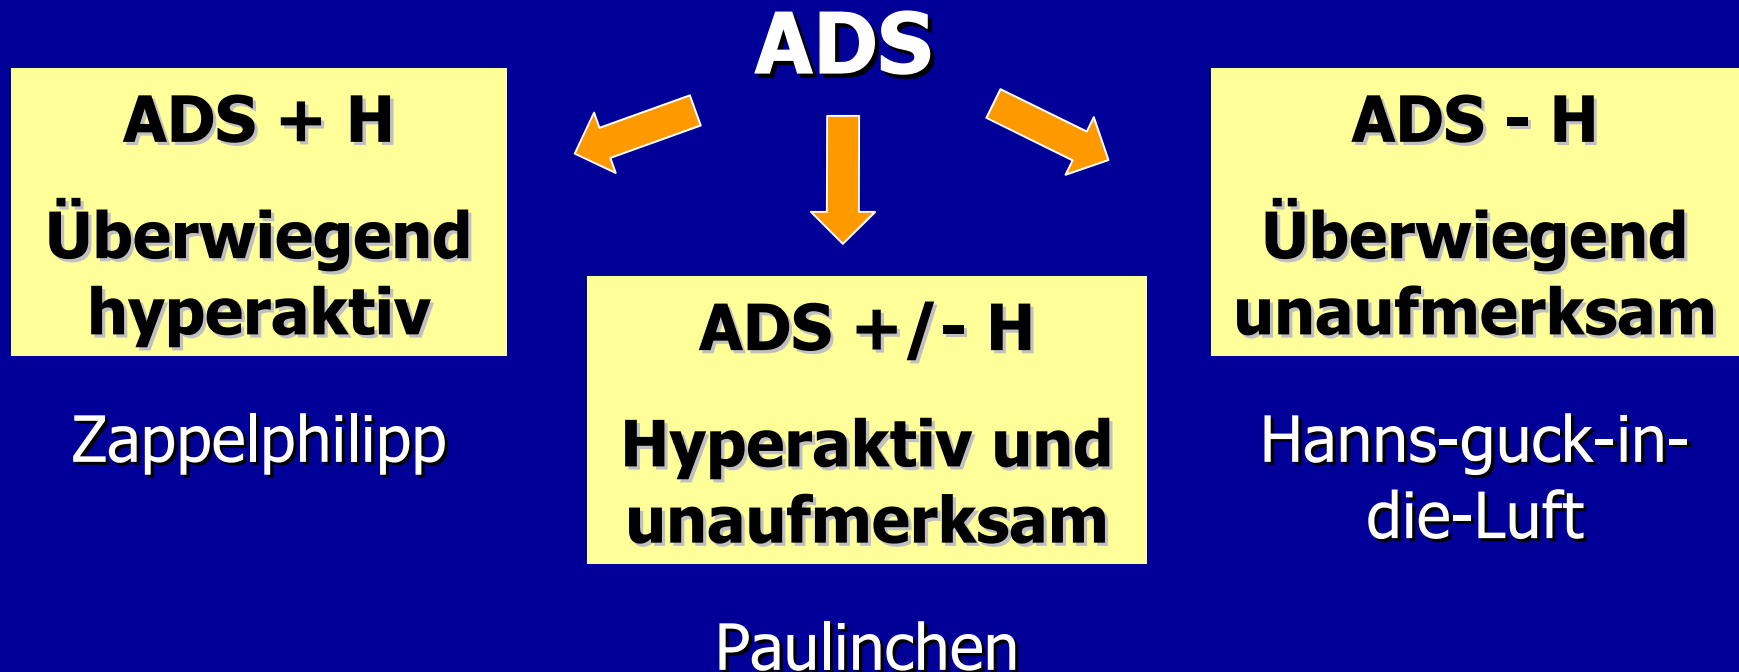 ADS
ADS + H
Überwiegend
hyperaktiv
Zappelphilipp
ADS +/- H
Hyperaktiv und
unaufmerksam
Paulinchen
ADS - H
Überwiegend
unaufmerksam
Hanns-guck-in-
die-Luft